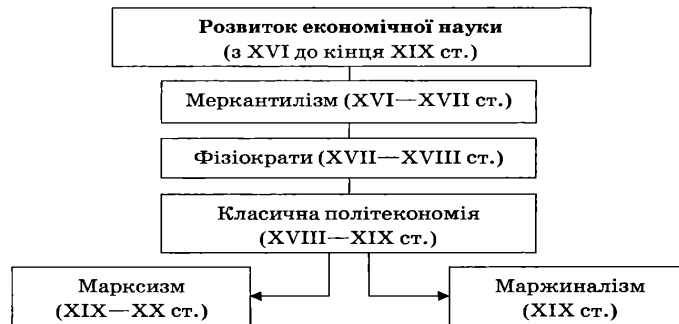 Розвиток економічної науки
(з XVI до кінця XIX ст.)
Меркантилізм (XVI—XVII ст.)
Фізіократи (XVII—XVIII ст.)
Класична політекономія
(XVIII—XIX ст.)
Марксизм
(XIX—XX ст.)
Маржиналізм
(XIX ст.)